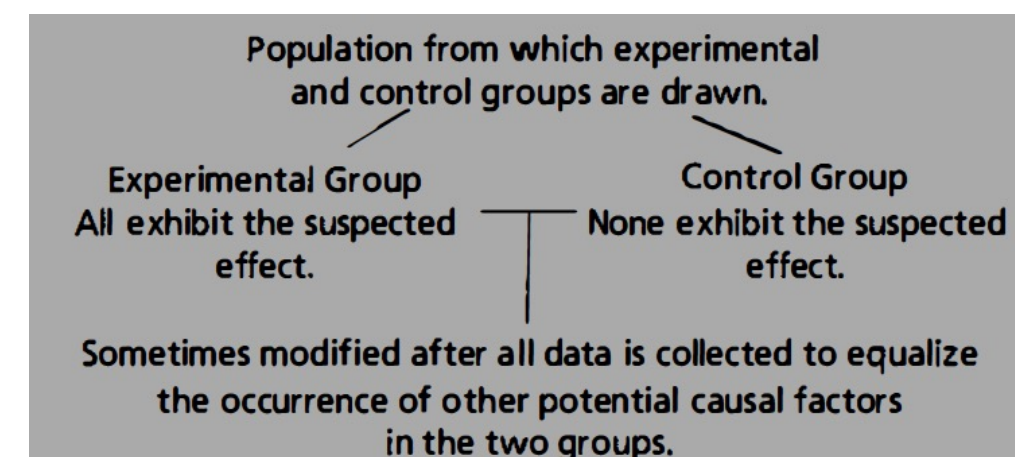 Population from which experimental
and control groups are drawn.
Experimental Group
All exhibit the suspected
effect.
Control Group
None exhibit the suspected
effect.
Sometimes modified after all data is collected to equalize
the occurrence of other potential causal factors
in the two groups.